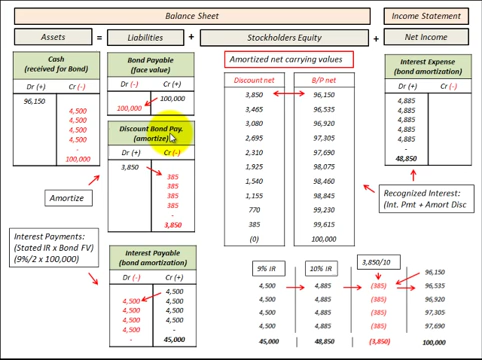 Balance Sheet
Income Statement
Assets = Liabilities + Stockholders Equity + Net Income
Cash
(received for Bond)
Dr (+) Cr (-)
96,150
4,500
4,500
4,500
4,500
-
100,000
Bond Payable
(face value)
Dr (-) Cr (+)
100,000
100,000
Discount Bond Pay.
(amortize)
Dr (+) Cr (-)
3,850
385
385
385
385
-
3,850
Amortize
Interest Payments:
(Stated IR x Bond FV)
(9%/2 x 100,000)
Interest Payable
(bond amortization)
Dr (-) Cr (+)
4,500
4,500 4,500
4,500 4,500
4,500 4,500
4,500 -
- 45,000
Amortized net carrying values
Discount net B/P net
3,850 96,150
3,465 96,535
3,080 96,920
2,695 97,305
2,310 97,690
1,925 98,075
1,540 98,460
1,155 98,845
770 99,230
385 99,615
(0) 100,000
Interest Expense
(bond amortization)
Dr (+) Cr (-)
4,885
4,885
4,885
4,885
4,885
-
48,850
Recognized Interest:
(Int. Pmt + Amort Disc
9% IR 10% IR 3,850/10
96,150
4,500 4,885 (385) 96,535
4,500 4,885 (385) 96,920
4,500 4,885 (385) 97,305
4,500 4,885 (385) 97,690
45,000 48,850 (3,850) 100,000